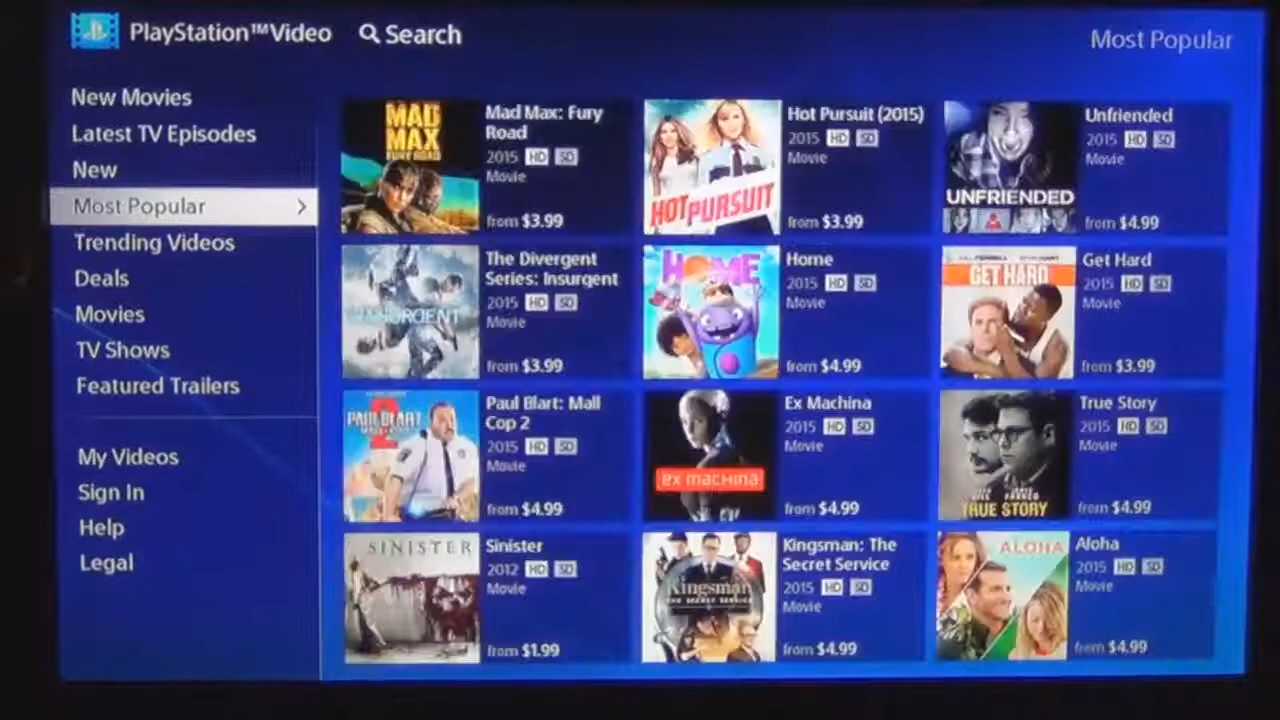 PlayStation™Video
Search
Most Popular
New Movies
Latest TV Episodes
New
Most Popular
Trending Videos
Deals
Movies
TV Shows
Featured Trailers
My Videos
Sign In
Help
Legal
MAD
MAX
FURY ROAD
Mad Max: Fury
Road
2015 HD SD
Movie
from $3.99
HOT PURSUIT
Hot Pursuit (2015)
2015 HD SD
Movie
from $3.99
UNFRIENDED
Unfriended
2015 HD SD
Movie
from $4.99
INSURGENT
The Divergent
Series: Insurgent
2015 HD SD
Movie
from $3.99
HOME
Home
2015 HD SD
Movie
from $4.99
GET HARD
Get Hard
2015 HD SD
Movie
from $3.99
PAUL BLART
2
Paul Blart: Mall
Cop 2
2015 HD SD
Movie
from $4.99
ex machina
Ex Machina
2015 HD SD
Movie
from $4.99
TRUE STORY
True Story
2015 HD SD
Movie
from $4.99
SINISTER
Sinister
2012 HD SD
Movie
from $1.99
Kingsman
THE SECRET SERVICE
Kingsman: The
Secret Service
2015 HD SD
Movie
from $4.99
ALOHA
Aloha
2015 HD SD
Movie
from $4.99